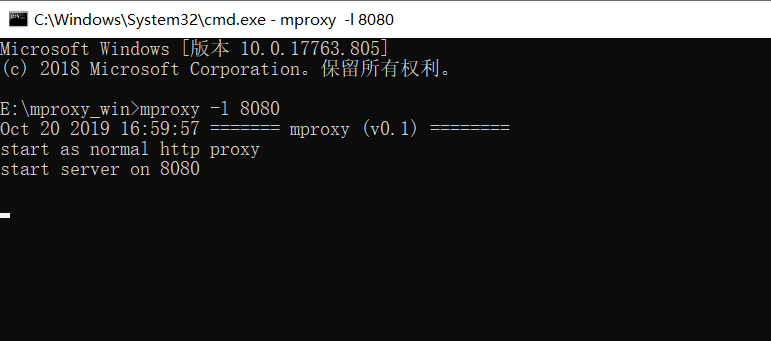 C:\Windows\System32\cmd.exe - mproxy  -l 8080
Microsoft Windows [版本 10.0.17763.805]
(c) 2018 Microsoft Corporation。保留所有权利。
E:\mproxy_win>mproxy -l 8080
Oct 20 2019 16:59:57 ======= mproxy (v0.1) ========
start as normal http proxy
start server on 8080